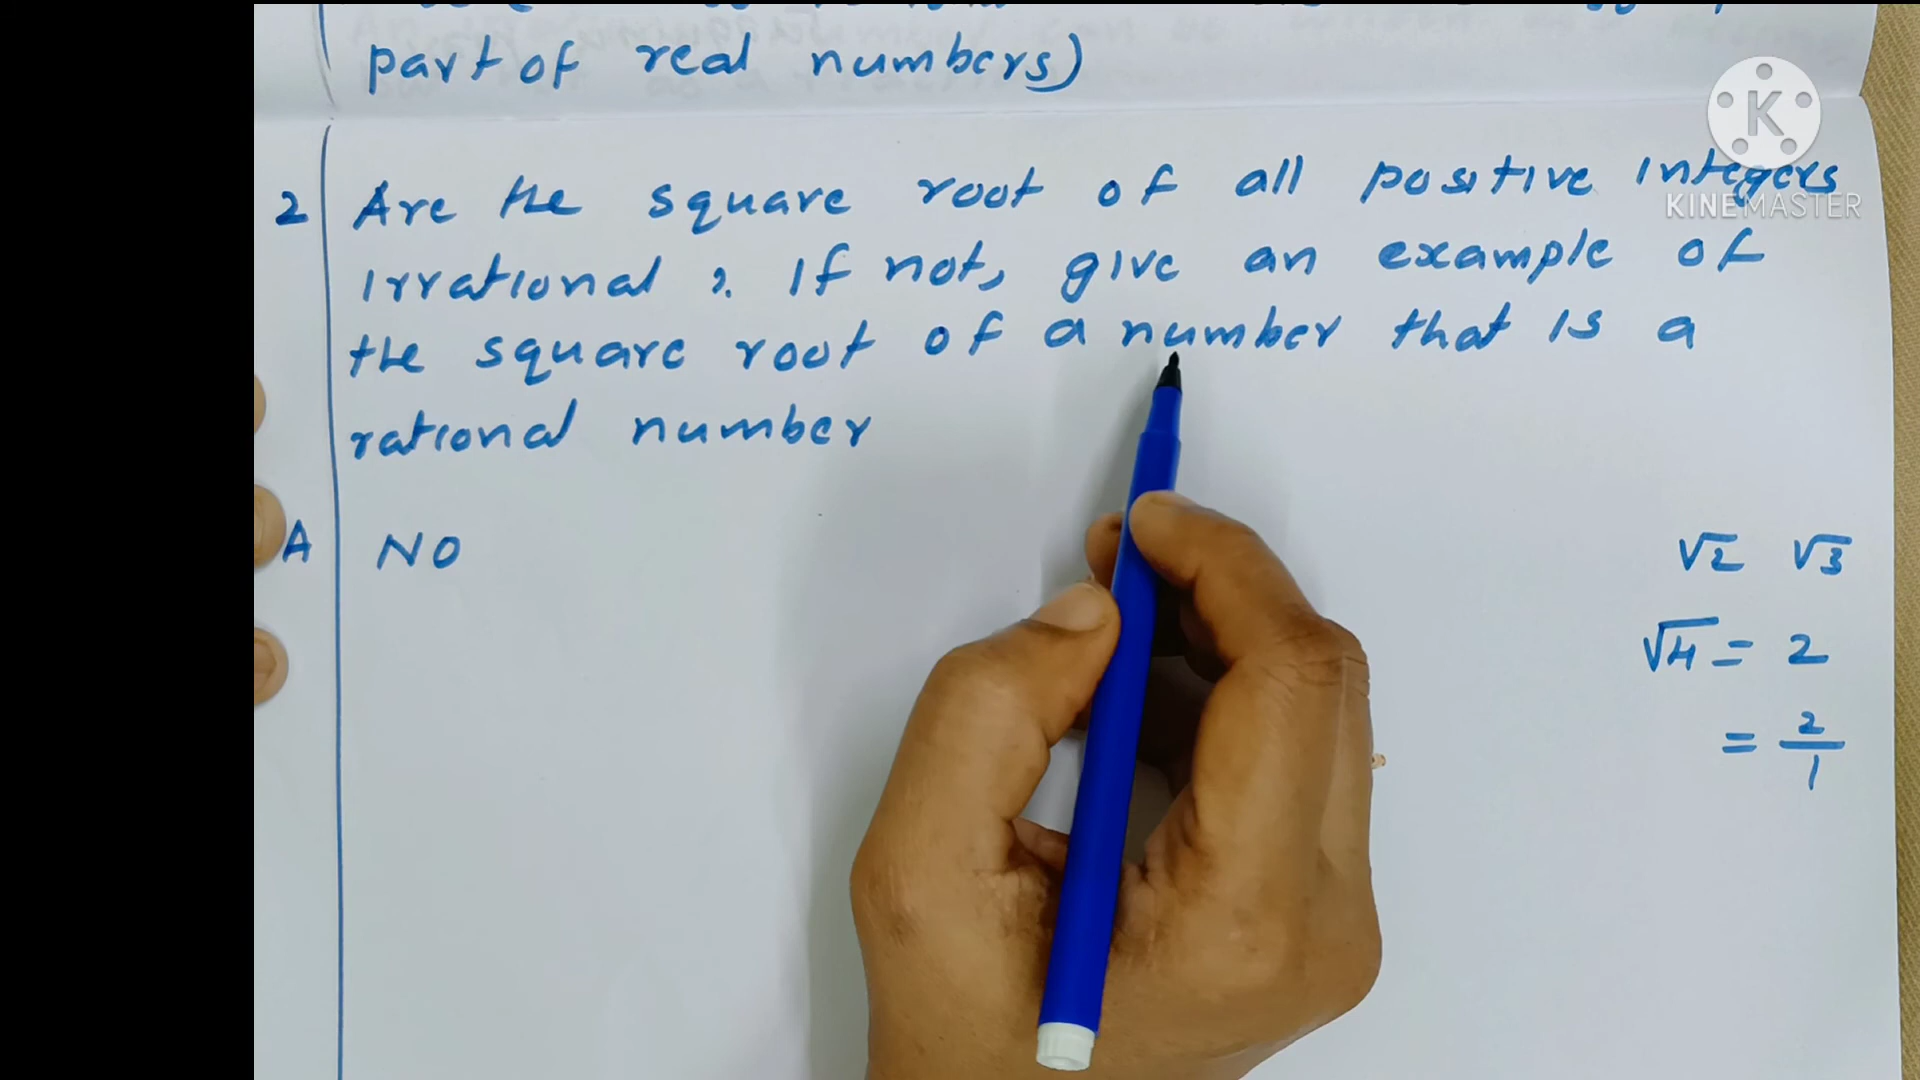 part of real numbers)
K
KINEMASTER
2 Are the square root of all positive integers
irrational ? If not, give an example of
the square root of a number that is a
rational number
A NO
√2 √3
√4 = 2
= 2/1